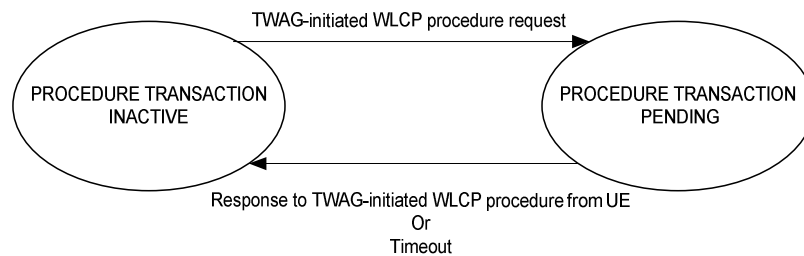 TWAG-initiated WLCP procedure request
PROCEDURE TRANSACTION
INACTIVE
PROCEDURE TRANSACTION
PENDING
Response to TWAG-initiated WLCP procedure from UE
Or
Timeout